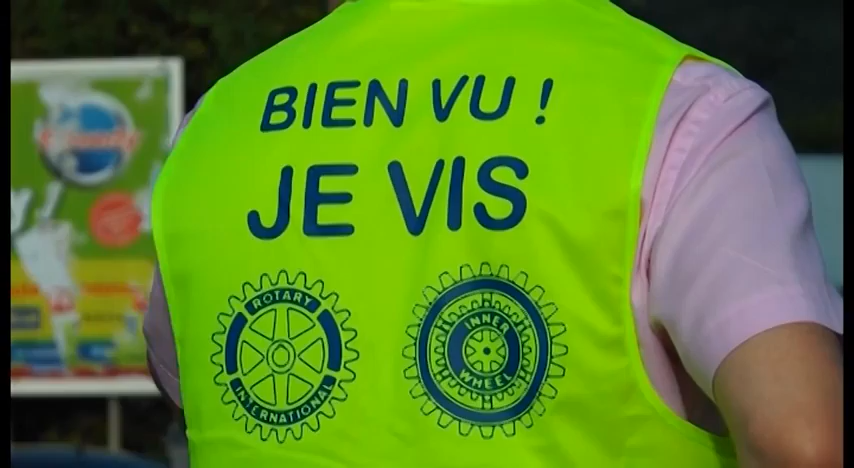 BIEN VU !
JE VIS
ROTARY
INTERNATIONAL
INNER
WHEEL